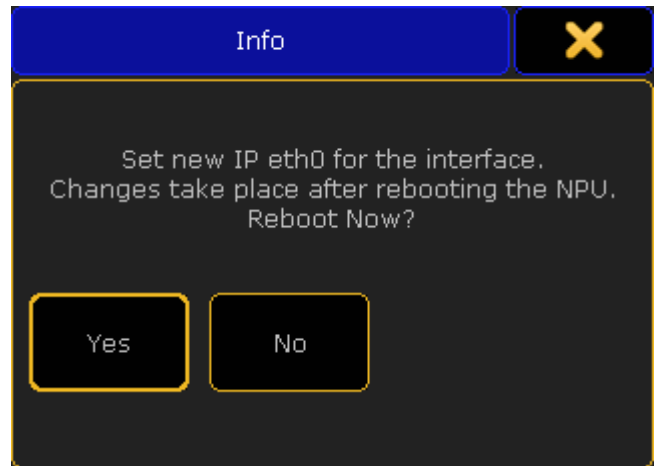 Info
Set new IP eth0 for the interface.
Changes take place after rebooting the NPU.
Reboot Now?
Yes
No